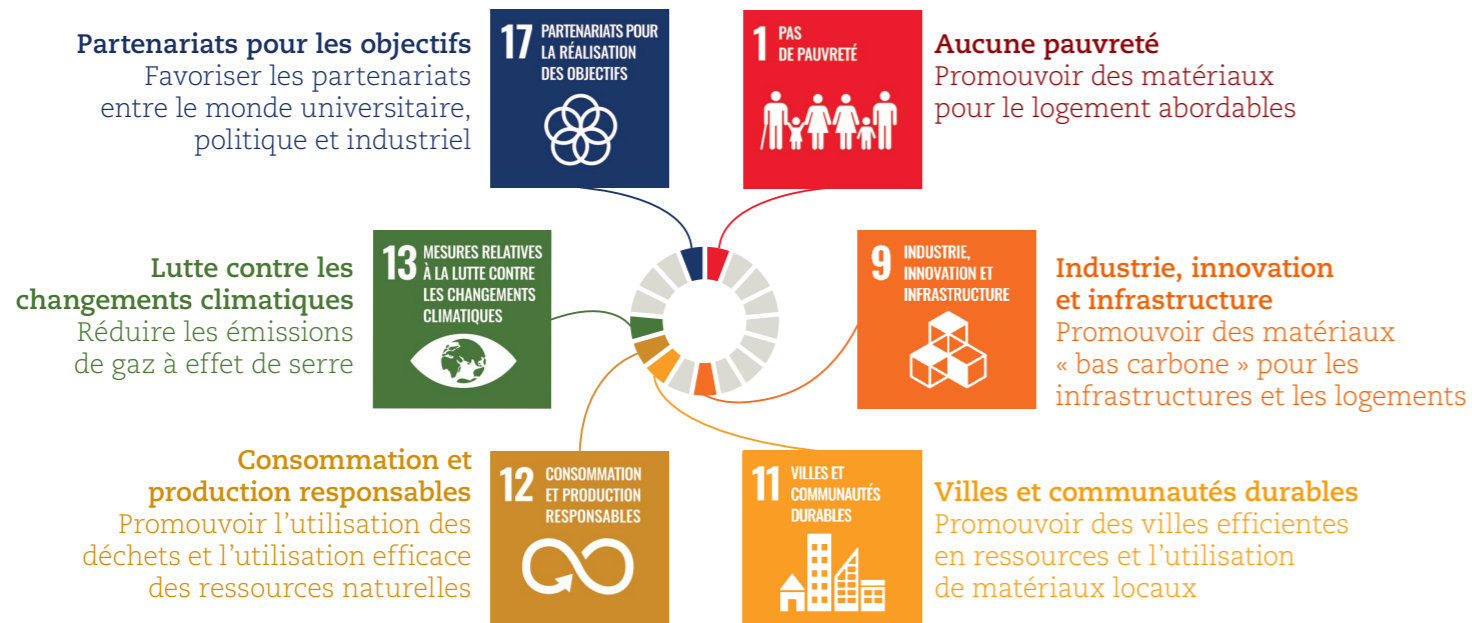 Partenariats pour les objectifs
Favoriser les partenariats
entre le monde universitaire,
politique et industriel
17 PARTENARIATS POUR
LA RÉALISATION
DES OBJECTIFS
1 PAS
DE PAUVRETÉ
Aucune pauvreté
Promouvoir des matériaux
pour le logement abordables
Lutte contre les
changements climatiques
Réduire les émissions
de gaz à effet de serre
13 MESURES RELATIVES
À LA LUTTE CONTRE
LES CHANGEMENTS
CLIMATIQUES
9 INDUSTRIE,
INNOVATION ET
INFRASTRUCTURE
Industrie, innovation
et infrastructure
Promouvoir des matériaux
« bas carbone » pour les
infrastructures et les logements
Consommation et
production responsables
Promouvoir l’utilisation des
déchets et l’utilisation efficace
des ressources naturelles
12 CONSOMMATION
ET PRODUCTION
RESPONSABLES
11 VILLES ET
COMMUNAUTÉS
DURABLES
Villes et communautés durables
Promouvoir des villes efficientes
en ressources et l’utilisation
de matériaux locaux